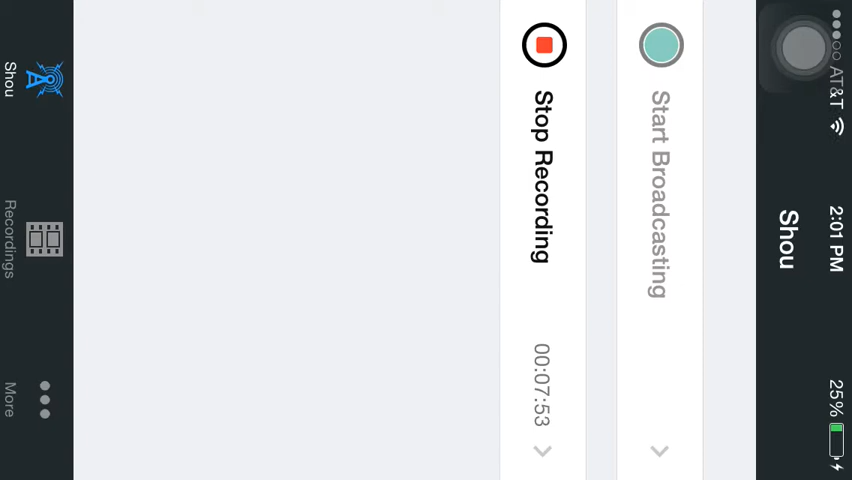 AT&T 2:01 PM 25%
Shou
Start Broadcasting
Stop Recording 00:07:53
Shou Recordings More